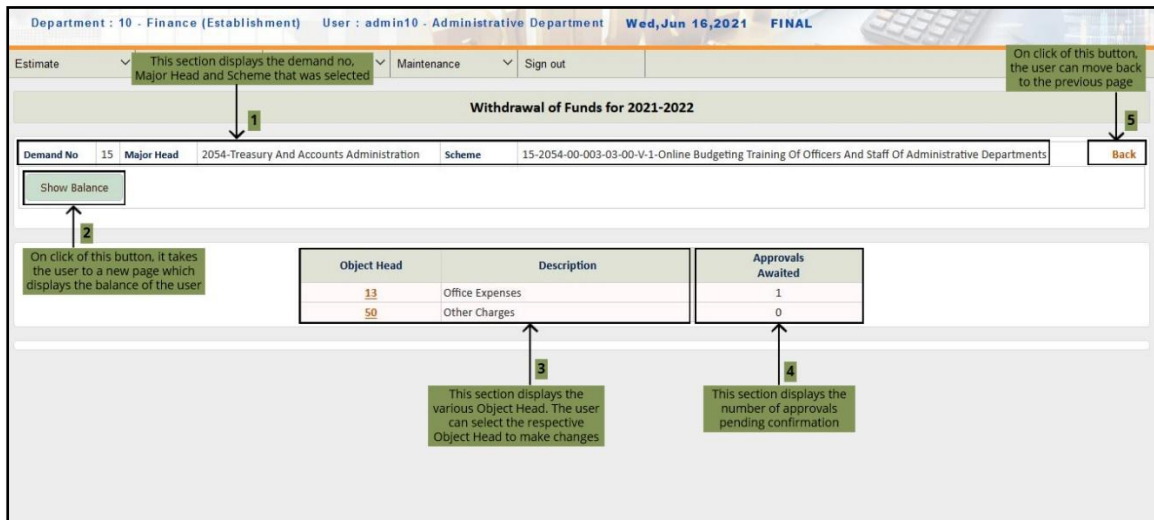 Department : 10 - Finance (Establishment) User : admin10 - Administrative Department Wed,Jun 16,2021 FINAL
Estimate Maintenance Sign out
This section displays the demand no,
Major Head and Scheme that was selected
On click of this button,
the user can move back
to the previous page
Withdrawal of Funds for 2021-2022
1
5
Demand No 15 Major Head 2054-Treasury And Accounts Administration Scheme 15-2054-00-003-03-00-V-1-Online Budgeting Training Of Officers And Staff Of Administrative Departments Back
Show Balance
2
On click of this button, it takes
the user to a new page which
displays the balance of the user
Object Head Description Approvals
Awaited
13 Office Expenses 1
50 Other Charges 0
3
This section displays the
various Object Head. The user
can select the respective
Object Head to make changes
4
This section displays the
number of approvals
pending confirmation